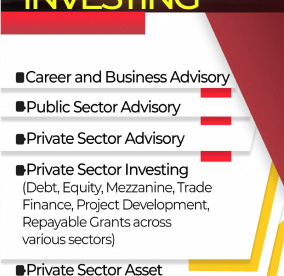 INVESTING
Career and Business Advisory
Public Sector Advisory
Private Sector Advisory
Private Sector Investing
(Debt, Equity, Mezzanine, Trade
Finance, Project Development,
Repayable Grants across
various sectors)
Private Sector Asset